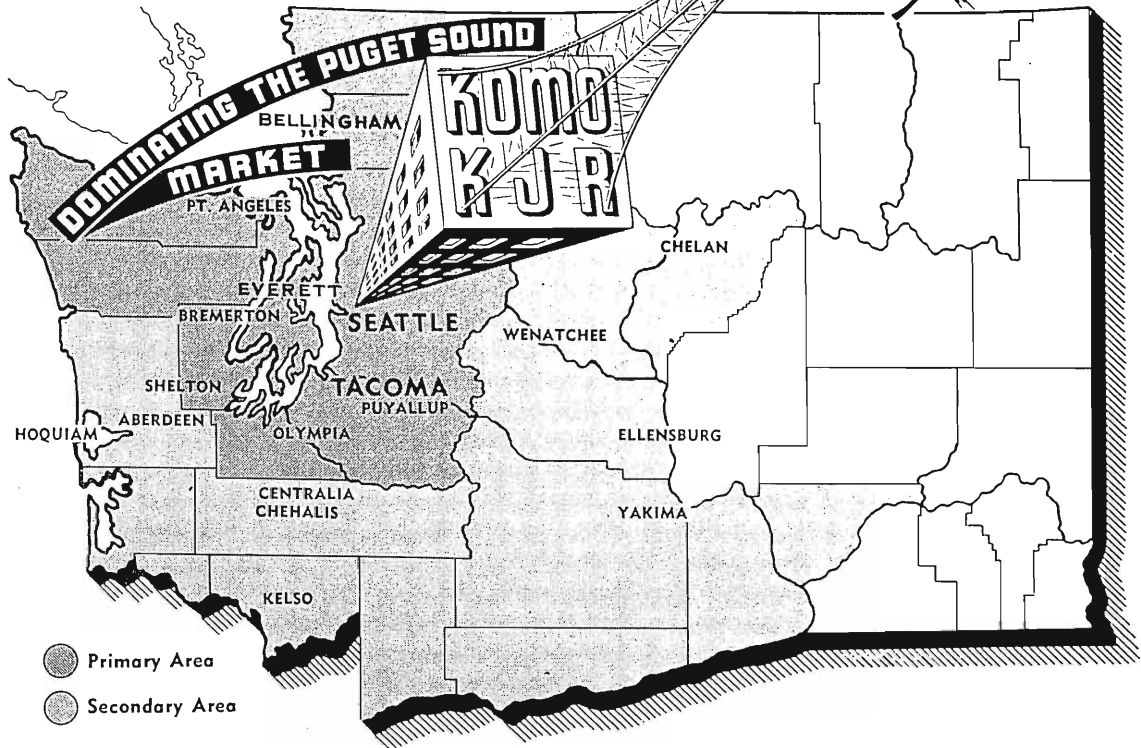 DOMINATING THE PUGET SOUND
MARKET
KOMO
KJR
BELLINGHAM
PT. ANGELES
CHELAN
EVERETT
BREMERTON
SEATTLE
WENATCHEE
SHELTON
TACOMA
PUYALLUP
ABERDEEN
HOQUIAM
OLYMPIA
ELLENSBURG
CENTRALIA
CHEHALIS
YAKIMA
KELSO
Primary Area
Secondary Area